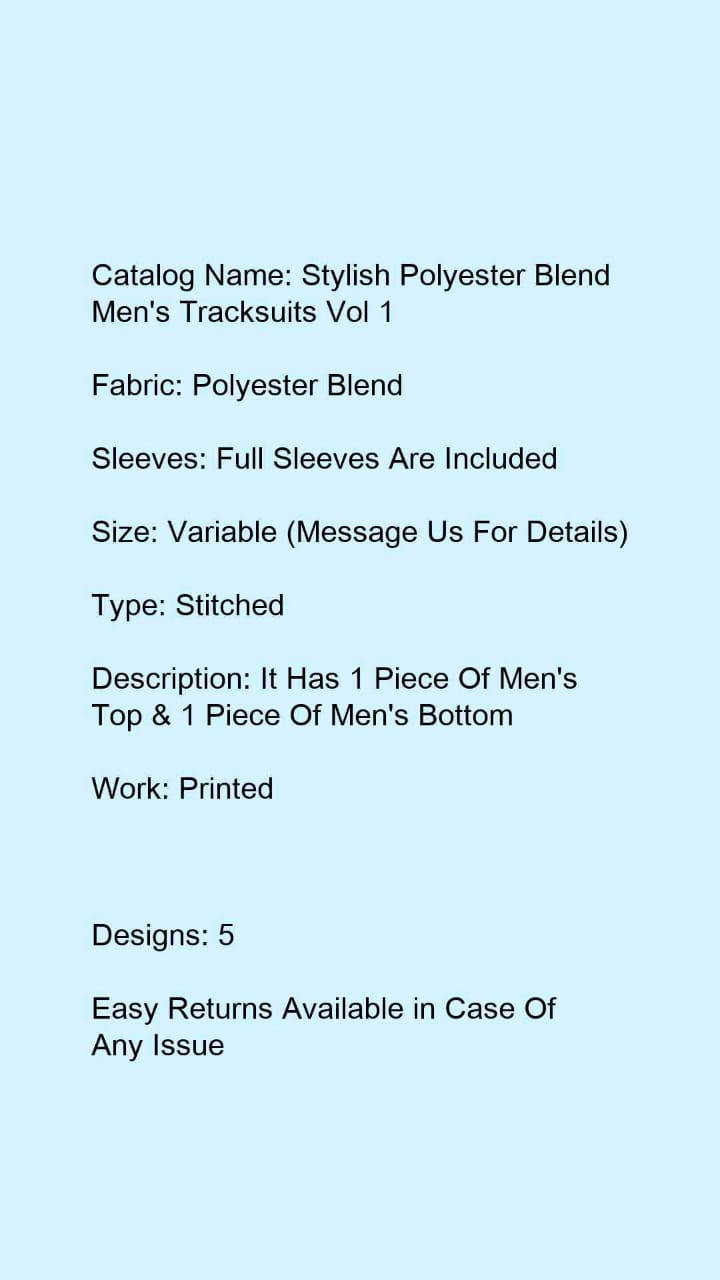 Catalog Name: Stylish Polyester Blend
Men's Tracksuits Vol 1
Fabric: Polyester Blend
Sleeves: Full Sleeves Are Included
Size: Variable (Message Us For Details)
Type: Stitched
Description: It Has 1 Piece Of Men's
Top & 1 Piece Of Men's Bottom
Work: Printed
Designs: 5
Easy Returns Available in Case Of
Any Issue